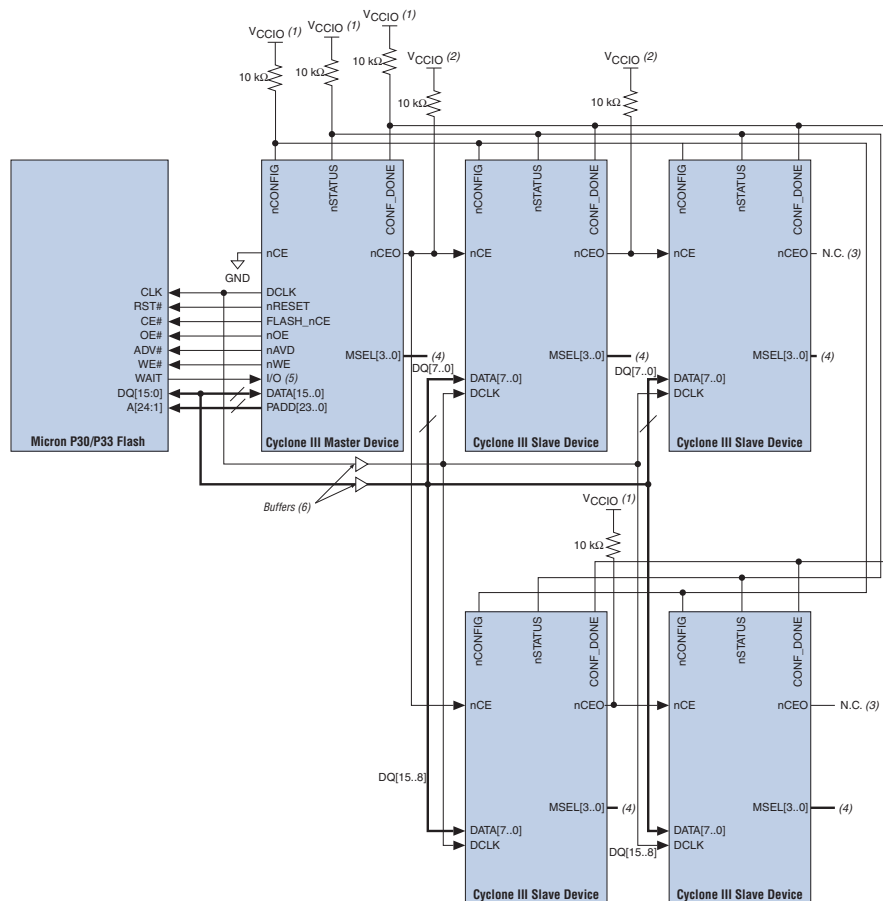 VCCIO (1)
VCCIO (1)
VCCIO (1)
VCCIO (2)
VCCIO (2)
10 kΩ
10 kΩ
10 kΩ
10 kΩ
10 kΩ
nCONFIG
nSTATUS
CONF_DONE
nCONFIG
nSTATUS
CONF_DONE
nCONFIG
nSTATUS
CONF_DONE
CLK
RST#
CE#
OE#
ADV#
WE#
WAIT
DQ[15:0]
A[24:1]
Micron P30/P33 Flash
GND
nCE
DCLK
nRESET
FLASH_nCE
nOE
nAVD
nWE
I/O (5)
DATA[15..0]
PADD[23..0]
nCEO
MSEL[3..0]
(4)
Cyclone III Master Device
DQ[7..0]
nCE
DATA[7..0]
DCLK
nCEO
MSEL[3..0]
(4)
Cyclone III Slave Device
DQ[7..0]
nCE
DATA[7..0]
DCLK
nCEO
N.C. (3)
MSEL[3..0]
(4)
Cyclone III Slave Device
Buffers (6)
VCCIO (1)
10 kΩ
nCONFIG
nSTATUS
CONF_DONE
nCONFIG
nSTATUS
CONF_DONE
DQ[15..8]
nCE
DATA[7..0]
DCLK
nCEO
MSEL[3..0]
(4)
Cyclone III Slave Device
DQ[15..8]
nCE
DATA[7..0]
DCLK
nCEO
N.C. (3)
MSEL[3..0]
(4)
Cyclone III Slave Device